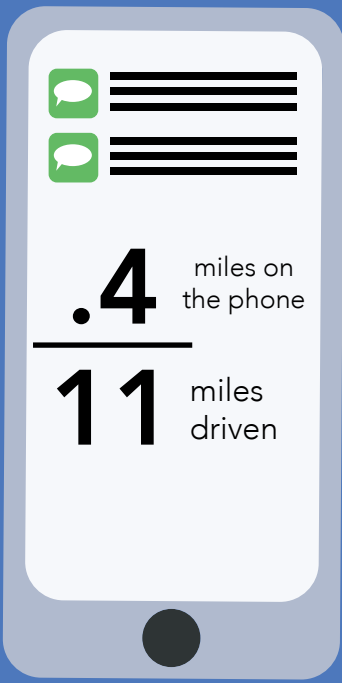 .4
miles on
the phone
11
miles
driven